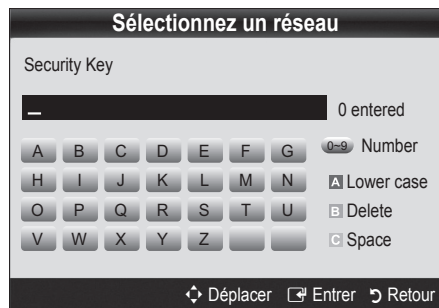 Sélectionnez un réseau
Security Key
_ 0 entered
A B C D E F G 0~9 Number
H I J K L M N A Lower case
O P Q R S T U B Delete
V W X Y Z C Space
Déplacer Entrer Retour